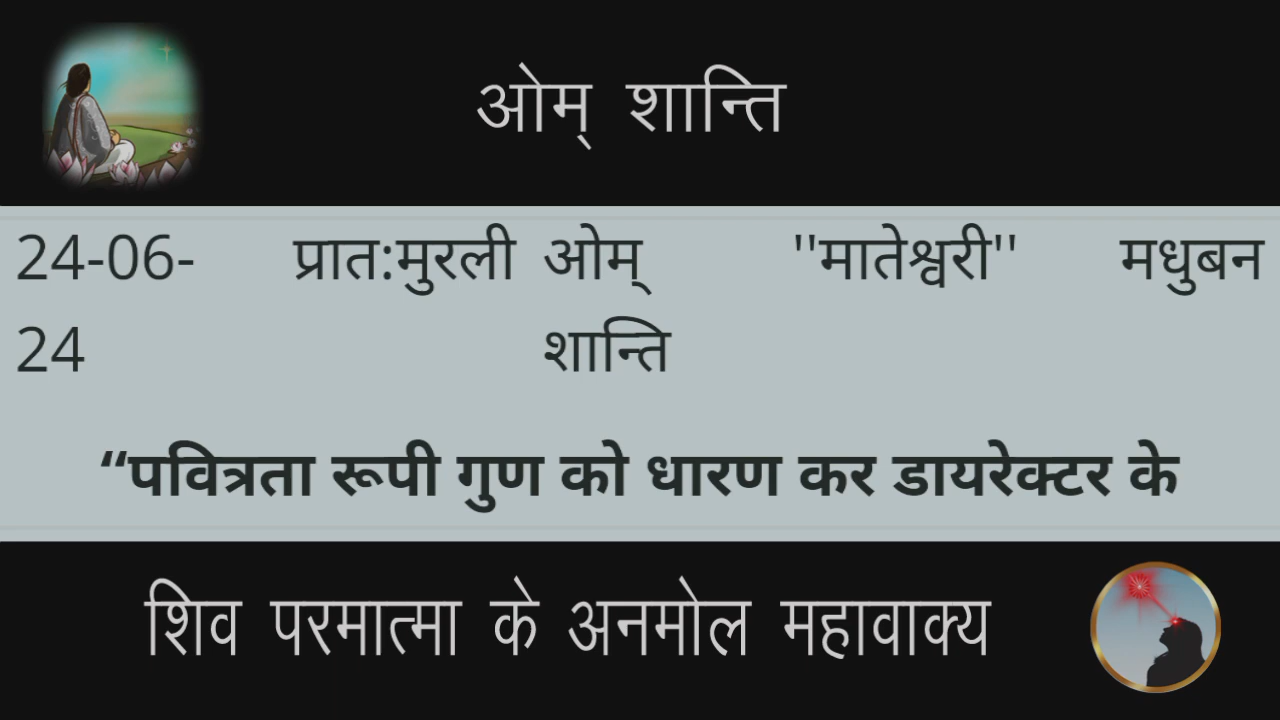 ओम् शान्ति
24-06- प्रात:मुरली ओम् ''मातेश्वरी'' मधुबन
24 शान्ति
“पवित्रता रूपी गुण को धारण कर डायरेक्टर के
शिव परमात्मा के अनमोल महावाक्य